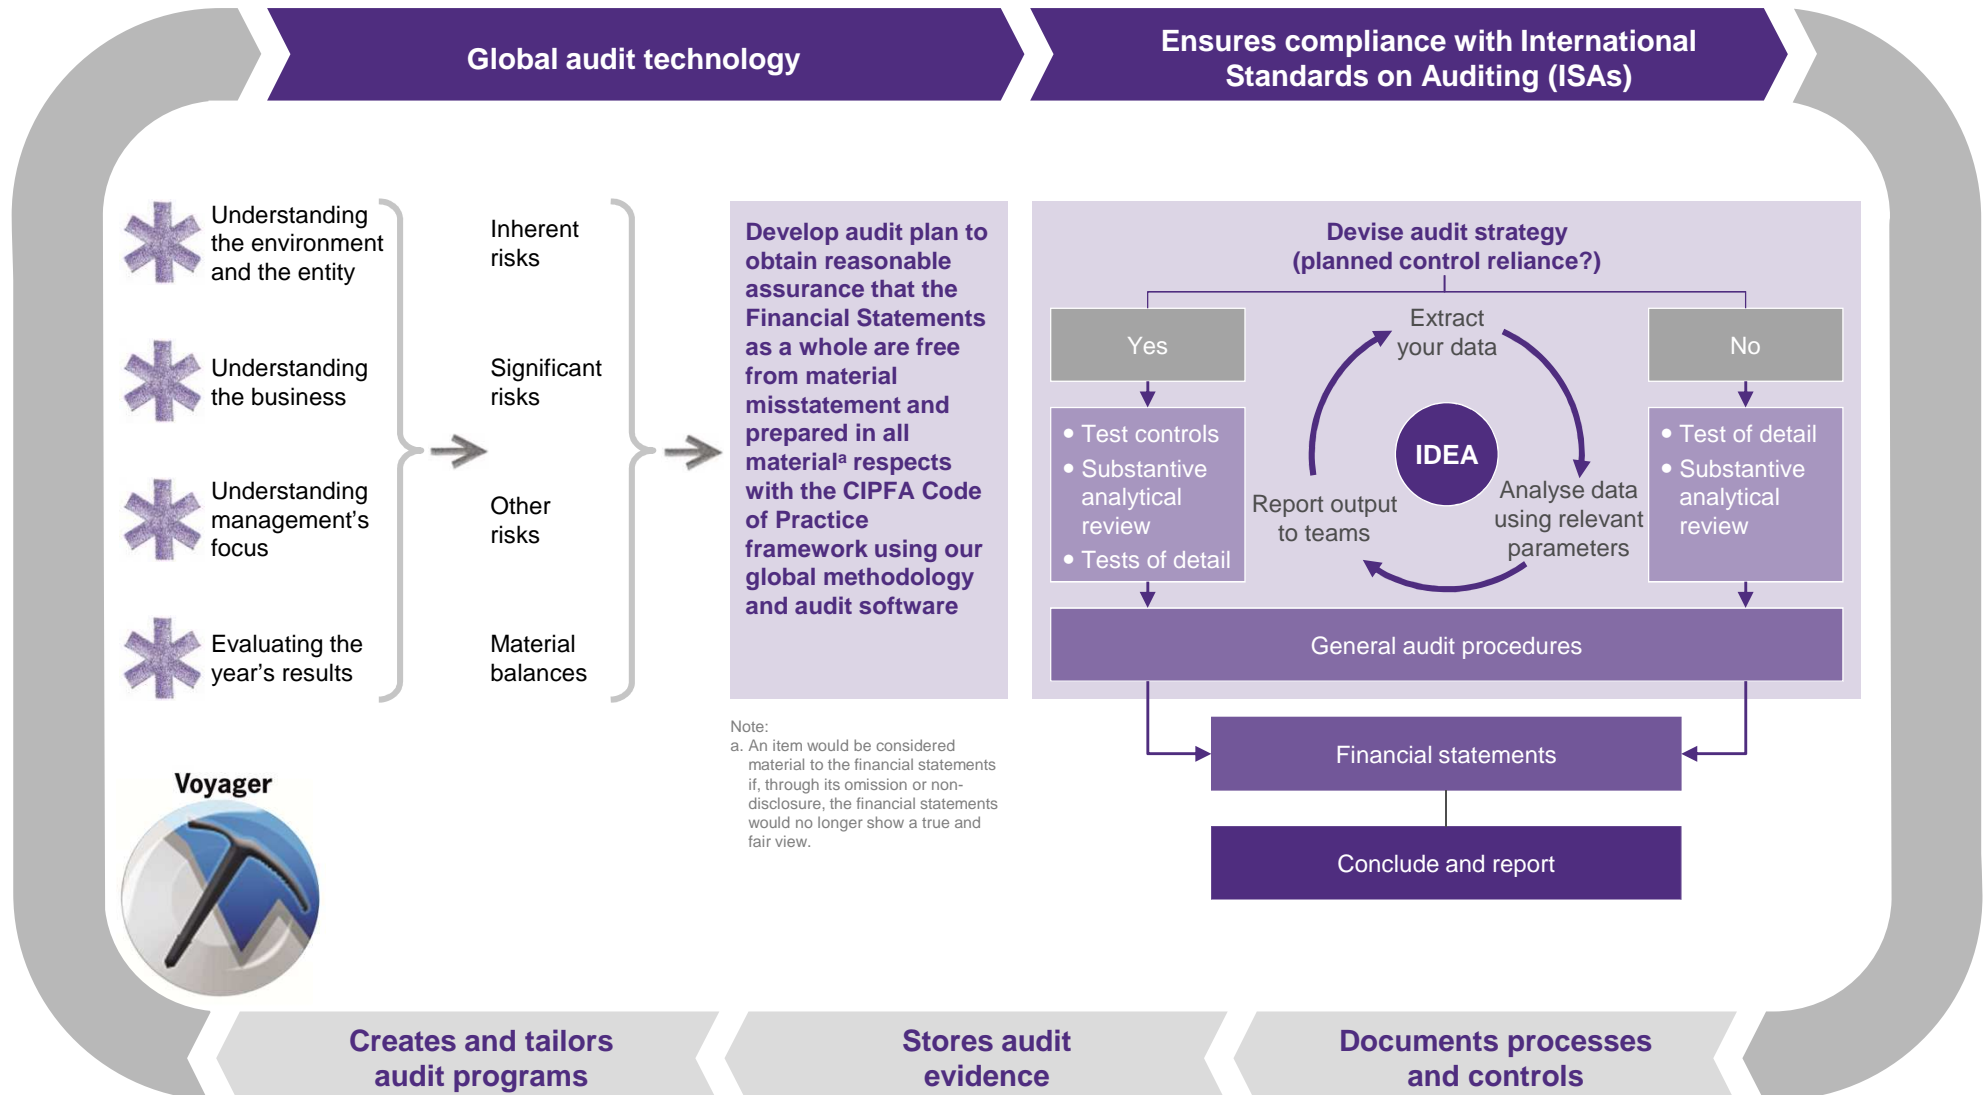 Global audit technology
Ensures compliance with International
Standards on Auditing (ISAs)
Understanding
the environment
and the entity
Understanding
the business
Understanding
management’s
focus
Evaluating the
year’s results
Inherent
risks
Significant
risks
Other
risks
Material
balances
Develop audit plan to
obtain reasonable
assurance that the
Financial Statements
as a whole are free
from material
misstatement and
prepared in all
materialᵃ respects
with the CIPFA Code
of Practice
framework using our
global methodology
and audit software
Note:
a. An item would be considered
material to the financial statements
if, through its omission or non-
disclosure, the financial statements
would no longer show a true and
fair view.
Devise audit strategy
(planned control reliance?)
Yes
• Test controls
• Substantive
analytical
review
• Tests of detail
Extract
your data
IDEA
Analyse data
using relevant
parameters
Report output
to teams
No
• Test of detail
• Substantive
analytical
review
General audit procedures
Financial statements
Conclude and report
Voyager
Creates and tailors
audit programs
Stores audit
evidence
Documents processes
and controls